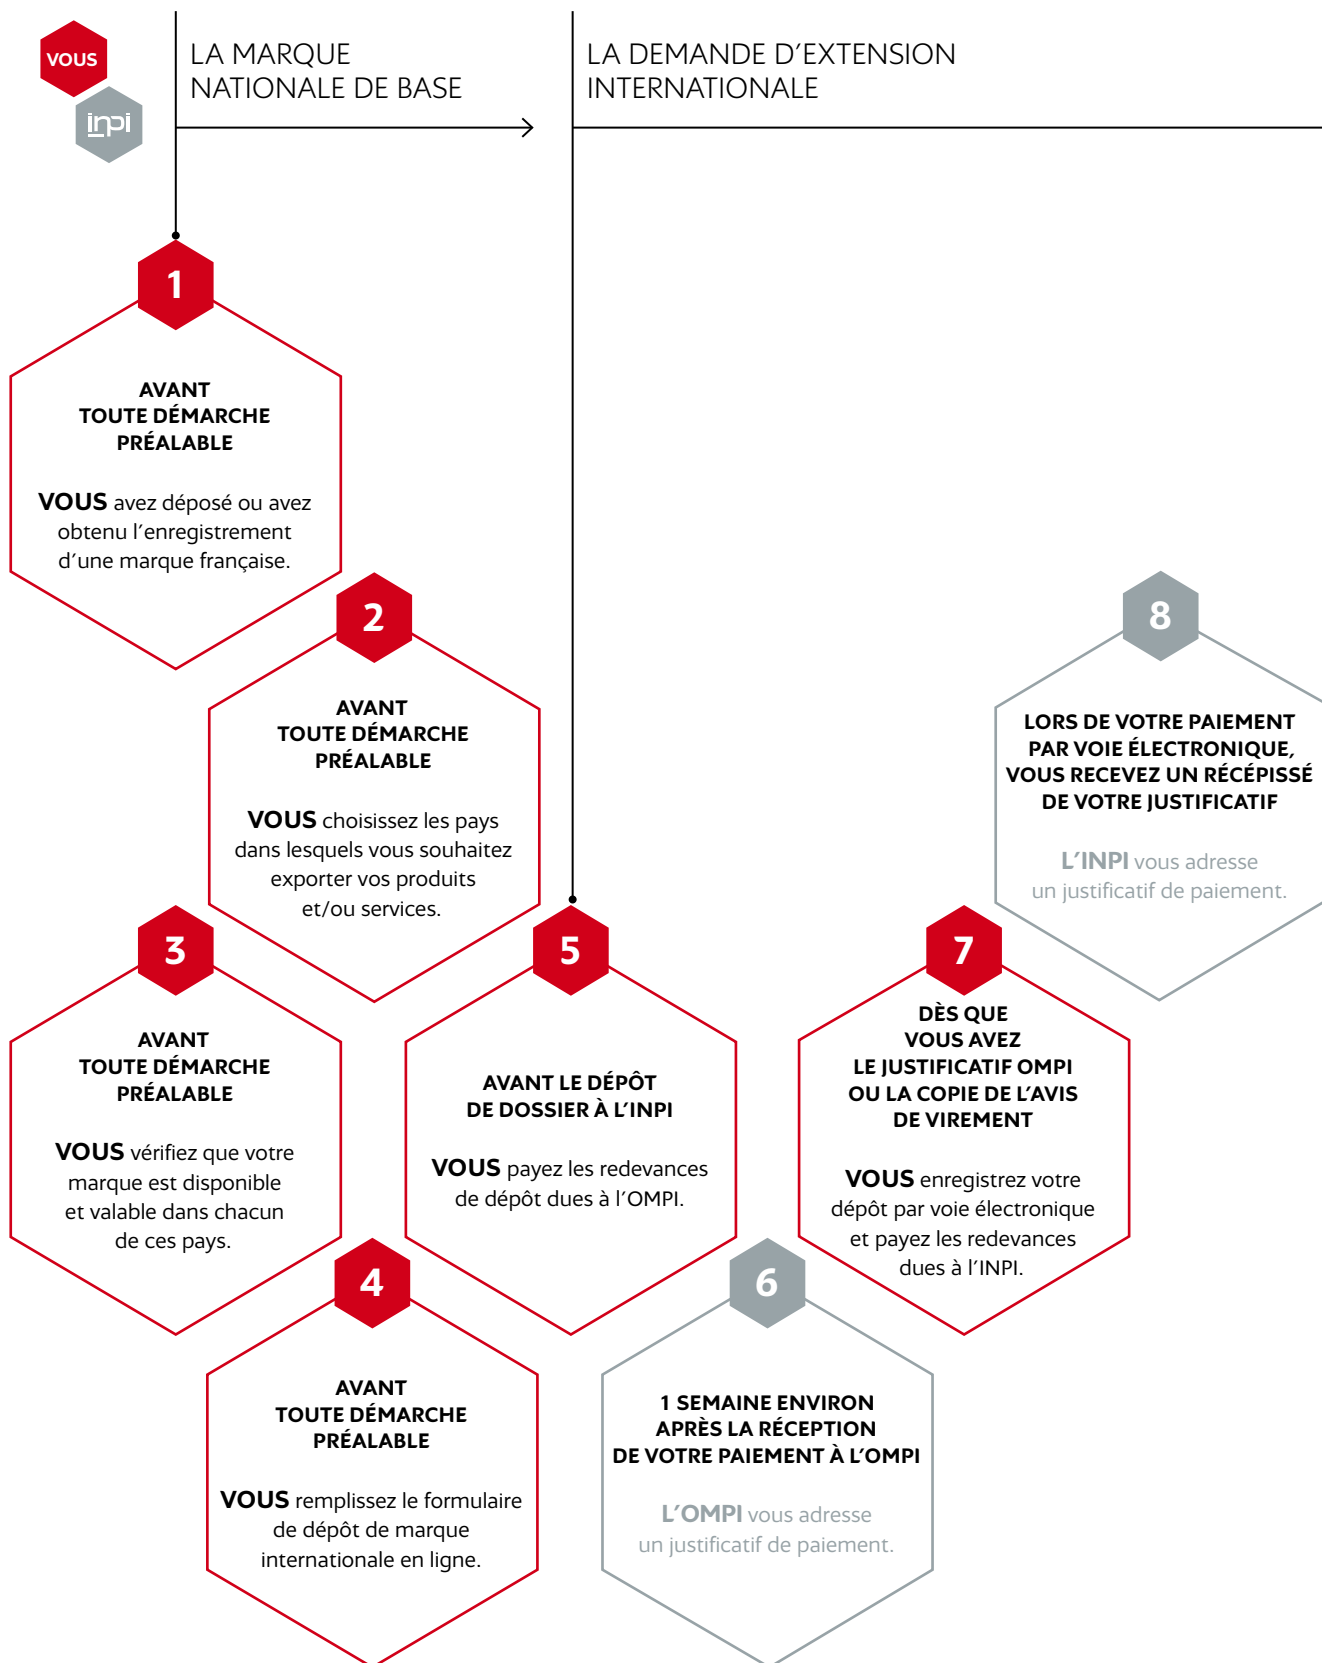 VOUS
inpi
LA MARQUE
NATIONALE DE BASE
LA DEMANDE D'EXTENSION
INTERNATIONALE
1
AVANT
TOUTE DÉMARCHE
PRÉALABLE
VOUS avez déposé ou avez
obtenu l'enregistrement
d'une marque française.
2
AVANT
TOUTE DÉMARCHE
PRÉALABLE
VOUS choisissez les pays
dans lesquels vous souhaitez
exporter vos produits
et/ou services.
3
AVANT
TOUTE DÉMARCHE
PRÉALABLE
VOUS vérifiez que votre
marque est disponible
et valable dans chacun
de ces pays.
4
AVANT
TOUTE DÉMARCHE
PRÉALABLE
VOUS remplissez le formulaire
de dépôt de marque
internationale en ligne.
5
AVANT LE DÉPÔT
DE DOSSIER À L'INPI
VOUS payez les redevances
de dépôt dues à l'OMPI.
6
1 SEMAINE ENVIRON
APRÈS LA RÉCEPTION
DE VOTRE PAIEMENT À L'OMPI
L'OMPI vous adresse
un justificatif de paiement.
7
DÈS QUE
VOUS AVEZ
LE JUSTIFICATIF OMPI
OU LA COPIE DE L'AVIS
DE VIREMENT
VOUS enregistrez votre
dépôt par voie électronique
et payez les redevances
dues à l'INPI.
8
LORS DE VOTRE PAIEMENT
PAR VOIE ÉLECTRONIQUE,
VOUS RECEVEZ UN RÉCÉPISSÉ
DE VOTRE JUSTIFICATIF
L'INPI vous adresse
un justificatif de paiement.